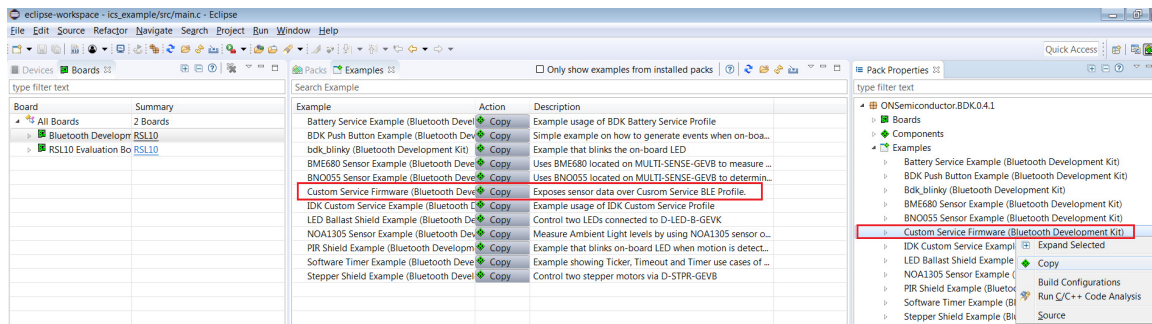 eclipse-workspace - ics_example/src/main.c - Eclipse
File Edit Source Refactor Navigate Search Project Run Window Help
Quick Access
Devices Boards
type filter text
Board Summary
All Boards 2 Boards
Bluetooth Developm RSL10
RSL10 Evaluation Bo RSL10
Packs Examples Only show examples from installed packs
Search Example
Example Action Description
Battery Service Example (Bluetooth Devel Copy Example usage of BDK Battery Service Profile
BDK Push Button Example (Bluetooth Dev Copy Simple example on how to generate events when on-boa...
bdk_blinky (Bluetooth Development Kit) Copy Example that blinks the on-board LED
BME680 Sensor Example (Bluetooth Deve Copy Uses BME680 located on MULTI-SENSE-GEVB to measure ...
BNO055 Sensor Example (Bluetooth Deve Copy Uses BNO055 located on MULTI-SENSE-GEVB to determin...
Custom Service Firmware (Bluetooth Deve Copy Exposes sensor data over Cusrom Service BLE Profile.
IDK Custom Service Example (Bluetooth D Copy Example usage of IDK Custom Service Profile
LED Ballast Shield Example (Bluetooth De Copy Control two LEDs connected to D-LED-B-GEVK
NOA1305 Sensor Example (Bluetooth Dev Copy Measure Ambient Light levels by using NOA1305 sensor o...
PIR Shield Example (Bluetooth Developm Copy Example that blinks on-board LED when motion is detect...
Software Timer Example (Bluetooth Devel Copy Example showing Ticker, Timeout and Timer use cases of ...
Stepper Shield Example (Bluetooth Devel Copy Control two stepper motors via D-STPR-GEVB
Pack Properties
type filter text
ONSemiconductor.BDK.0.4.1
Boards
Components
Examples
Battery Service Example (Bluetooth Development Kit)
BDK Push Button Example (Bluetooth Development Kit)
Bdk_blinky (Bluetooth Development Kit)
BME680 Sensor Example (Bluetooth Development Kit)
BNO055 Sensor Example (Bluetooth Development Kit)
Custom Service Firmware (Bluetooth Development Kit)
IDK Custom Service Exampl
LED Ballast Shield Example
NOA1305 Sensor Example (
PIR Shield Example (Bluetoo
Software Timer Example (Bl
Stepper Shield Example (Bl
Expand Selected
Copy
Build Configurations
Run C/C++ Code Analysis
Source